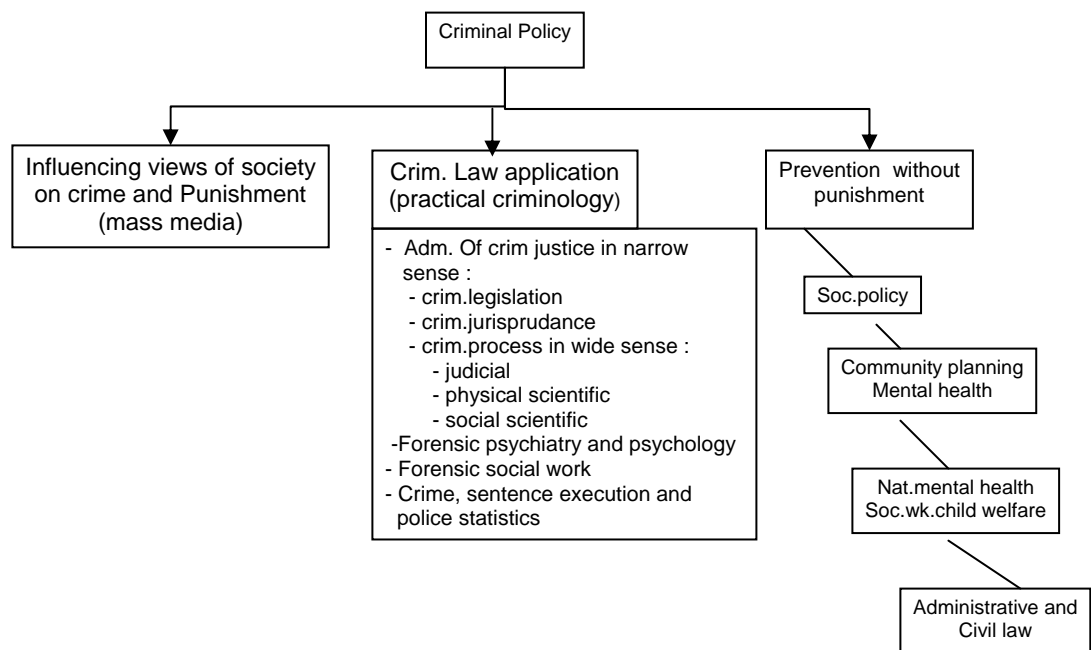 Criminal Policy
Influencing views of society
on crime and Punishment
(mass media)
Crim. Law application
(practical criminology)
- Adm. Of crim justice in narrow
sense :
- crim.legislation
- crim.jurisprudance
- crim.process in wide sense :
- judicial
- physical scientific
- social scientific
-Forensic psychiatry and psychology
- Forensic social work
- Crime, sentence execution and
police statistics
Prevention without
punishment
Soc.policy
Community planning
Mental health
Nat.mental health
Soc.wk.child welfare
Administrative and
Civil law